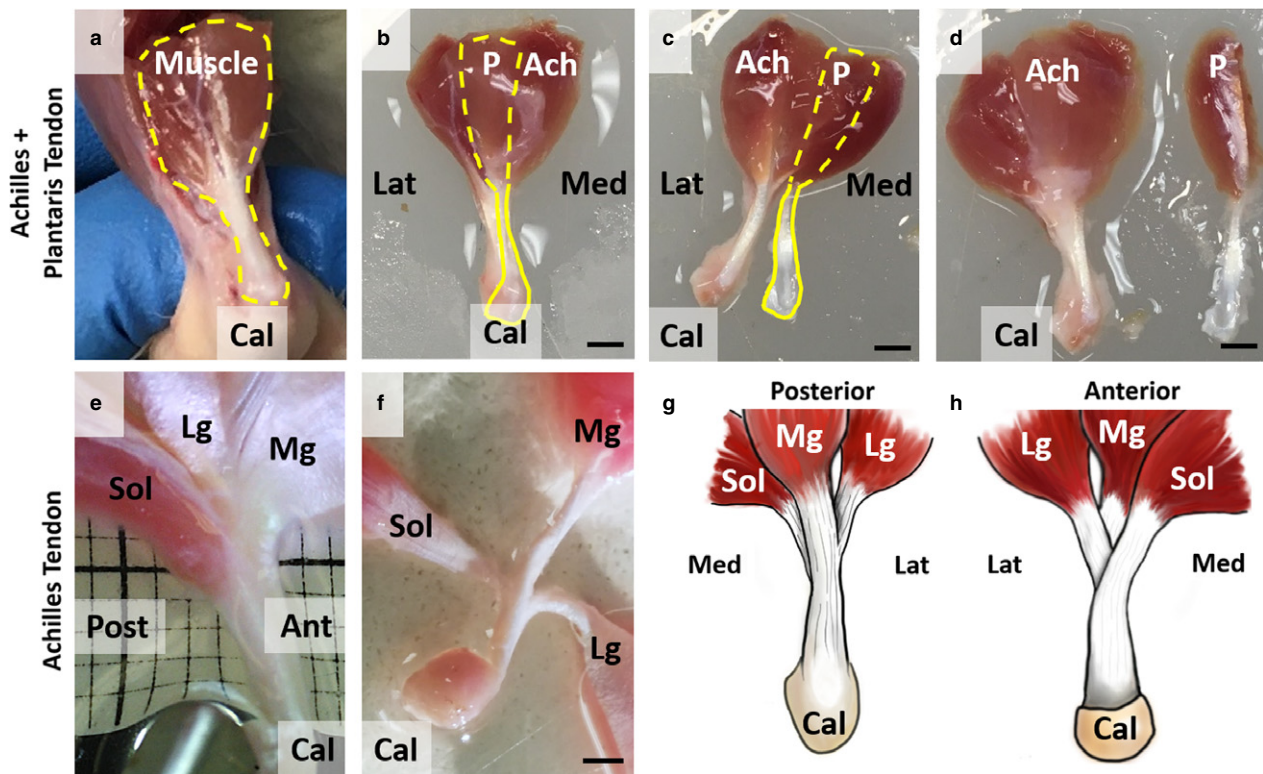 Achilles +
Plantaris Tendon
a
Muscle
Cal
b
P
Ach
Lat
Med
Cal
c
Ach
P
Lat
Med
Cal
d
Ach
P
Cal
Achilles Tendon
e
Lg
Mg
Sol
Post
Ant
Cal
f
Mg
Sol
Lg
Cal
g
Posterior
Mg
Lg
Sol
Med
Lat
Cal
h
Anterior
Lg
Mg
Sol
Lat
Med
Cal